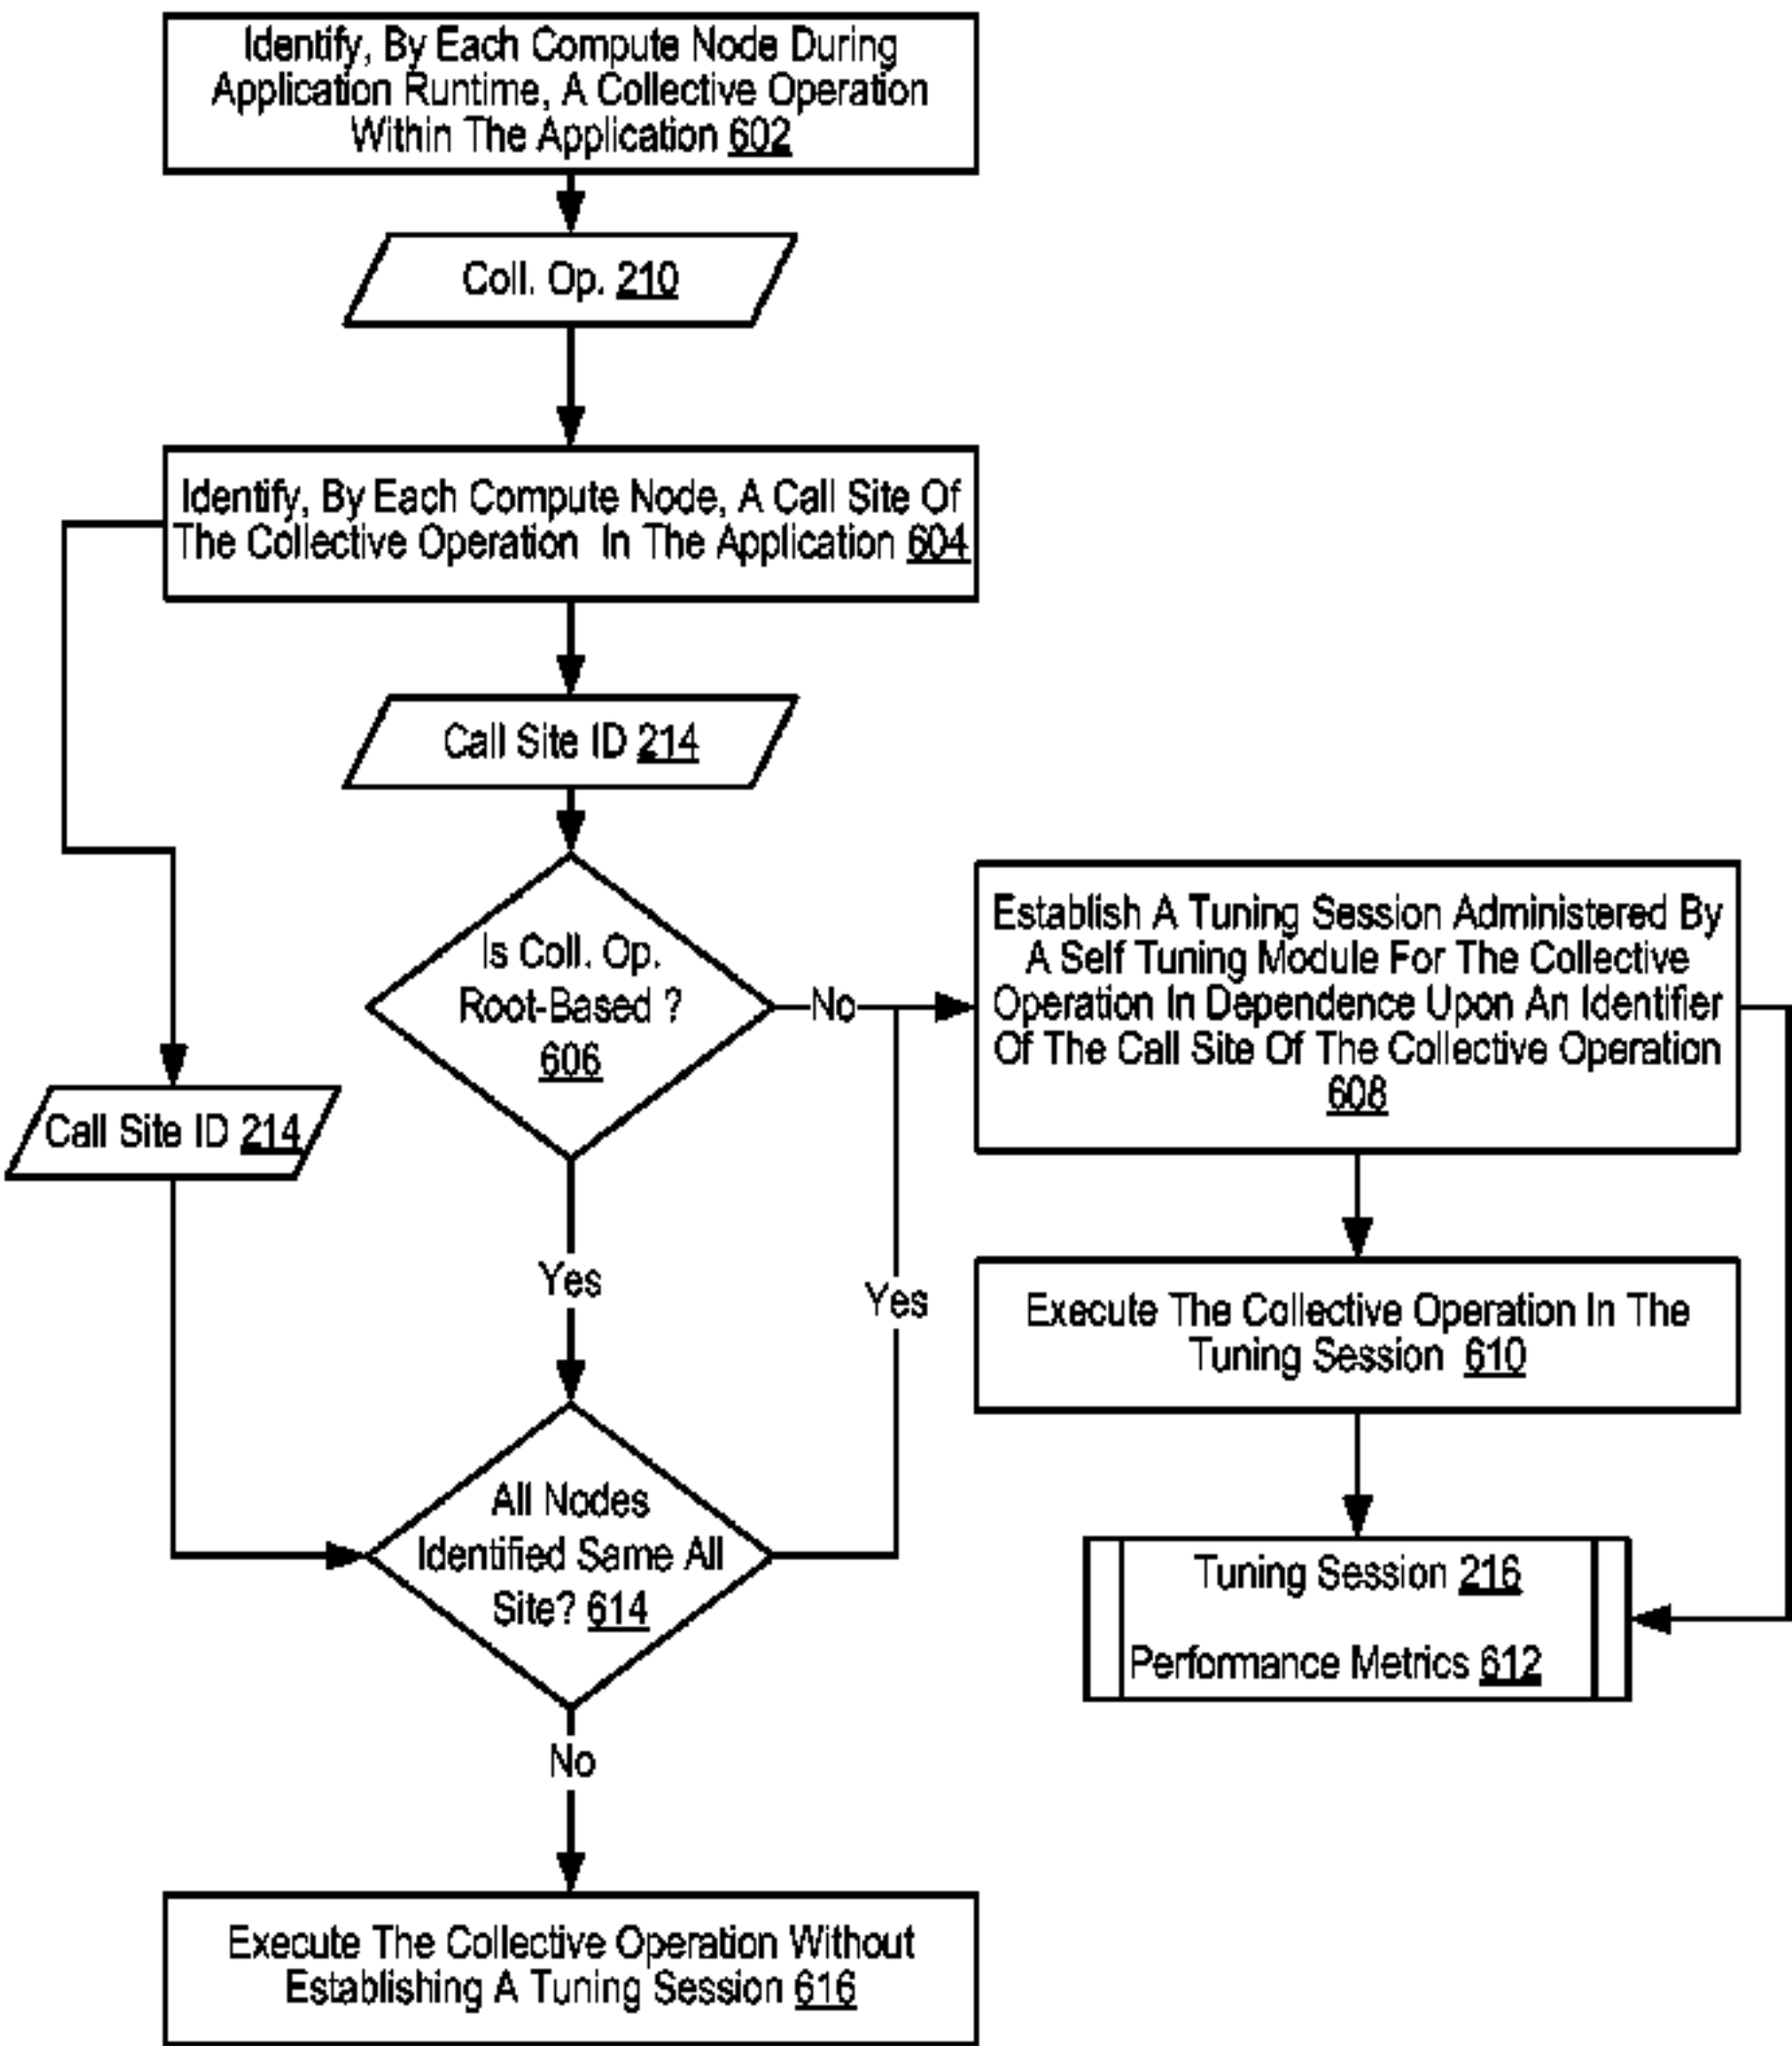 Identify, By Each Compute Node During
Application Runtime, A Collective Operation
Within The Application 602
Coll. Op. 210
Identify, By Each Compute Node, A Call Site Of
The Collective Operation In The Application 604
Call Site ID 214
Is Coll. Op.
Root-Based ?
606
No
Establish A Tuning Session Administered By
A Self Tuning Module For The Collective
Operation In Dependence Upon An Identifier
Of The Call Site Of The Collective Operation
608
Call Site ID 214
Yes
Yes
Execute The Collective Operation In The
Tuning Session 610
All Nodes
Identified Same All
Site? 614
Tuning Session 216
Performance Metrics 612
No
Execute The Collective Operation Without
Establishing A Tuning Session 616